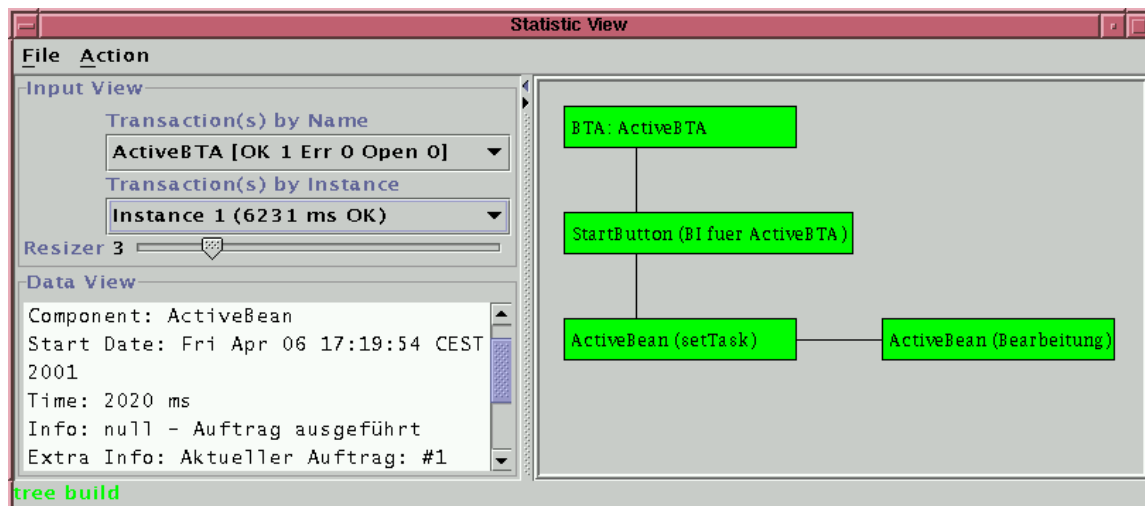 Statistic View
File Action
Input View
Transaction(s) by Name
ActiveBTA [OK 1 Err 0 Open 0]
Transaction(s) by Instance
Instance 1 (6231 ms OK)
Resizer 3
Data View
Component: ActiveBean
Start Date: Fri Apr 06 17:19:54 CEST
2001
Time: 2020 ms
Info: null - Auftrag ausgeführt
Extra Info: Aktueller Auftrag: #1
BTA: ActiveBTA
StartButton (BI fuer ActiveBTA)
ActiveBean (setTask)
ActiveBean (Bearbeitung)
tree build